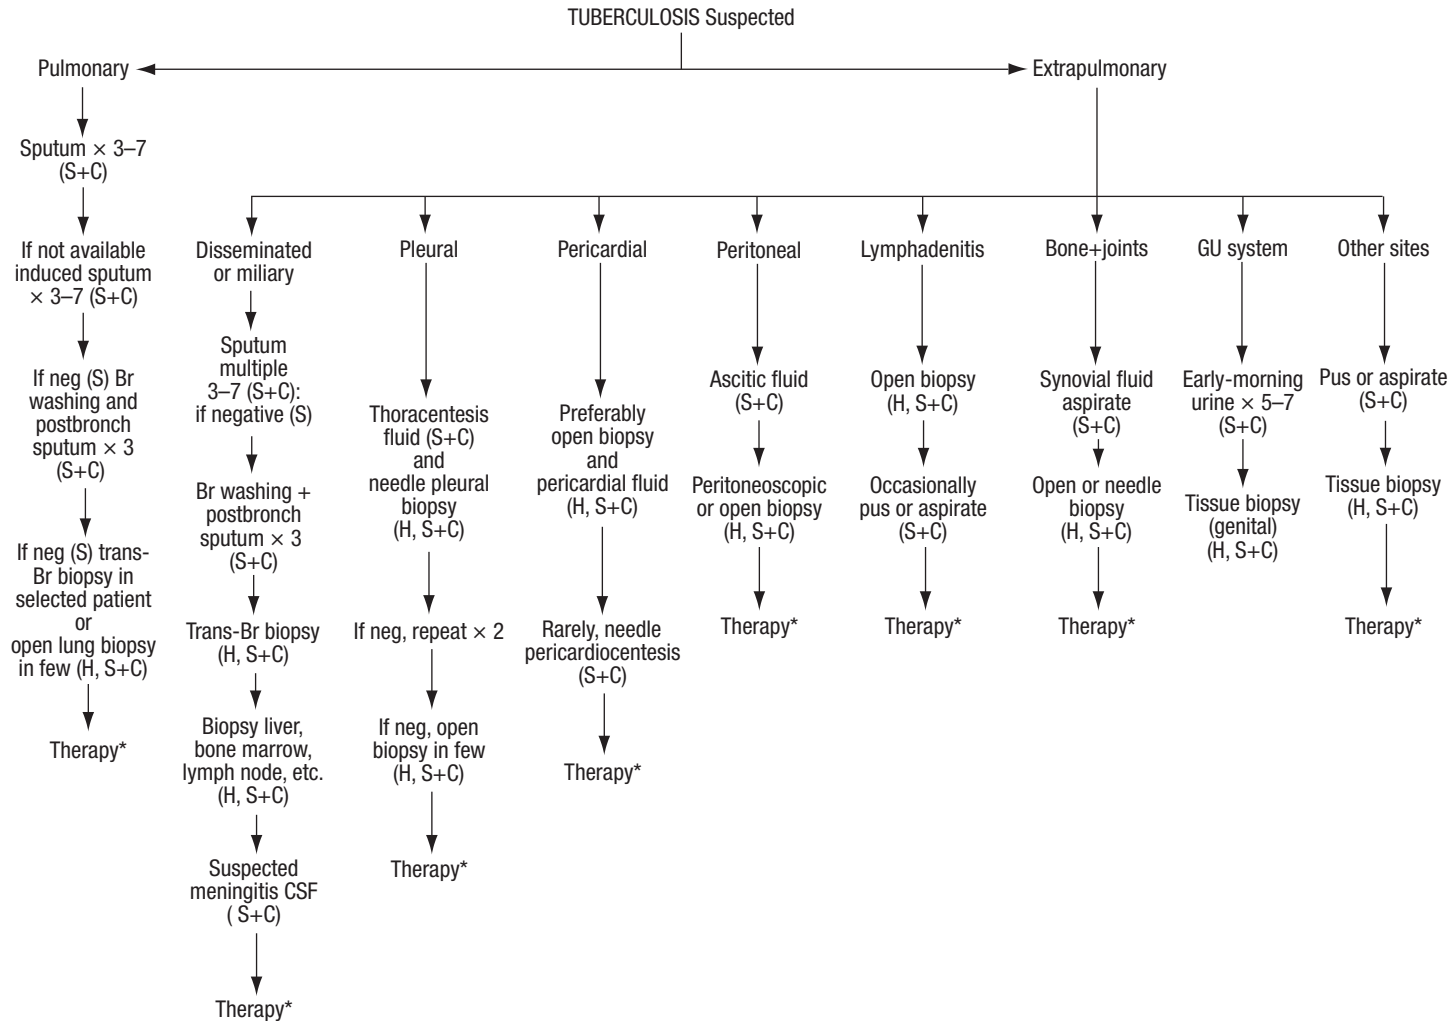 TUBERCULOSIS Suspected
Pulmonary
Extrapulmonary
Sputum × 3–7
(S+C)
If not available
induced sputum
× 3–7 (S+C)
If neg (S) Br
washing and
postbronch
sputum × 3
(S+C)
If neg (S) trans-
Br biopsy in
selected patient
or
open lung biopsy
in few (H, S+C)
Therapy*
Disseminated
or miliary
Sputum
multiple
3–7 (S+C):
if negative (S)
Br washing +
postbronch
sputum × 3
(S+C)
Trans-Br biopsy
(H, S+C)
Biopsy liver,
bone marrow,
lymph node, etc.
(H, S+C)
Suspected
meningitis CSF
( S+C)
Therapy*
Pleural
Thoracentesis
fluid (S+C)
and
needle pleural
biopsy
(H, S+C)
If neg, repeat × 2
If neg, open
biopsy in few
(H, S+C)
Therapy*
Pericardial
Preferably
open biopsy
and
pericardial fluid
(H, S+C)
Rarely, needle
pericardiocentesis
(S+C)
Therapy*
Peritoneal
Ascitic fluid
(S+C)
Peritoneoscopic
or open biopsy
(H, S+C)
Therapy*
Lymphadenitis
Open biopsy
(H, S+C)
Occasionally
pus or aspirate
(S+C)
Therapy*
Bone+joints
Synovial fluid
aspirate
(S+C)
Open or needle
biopsy
(H, S+C)
Therapy*
GU system
Early-morning
urine × 5–7
(S+C)
Tissue biopsy
(genital)
(H, S+C)
Other sites
Pus or aspirate
(S+C)
Tissue biopsy
(H, S+C)
Therapy*